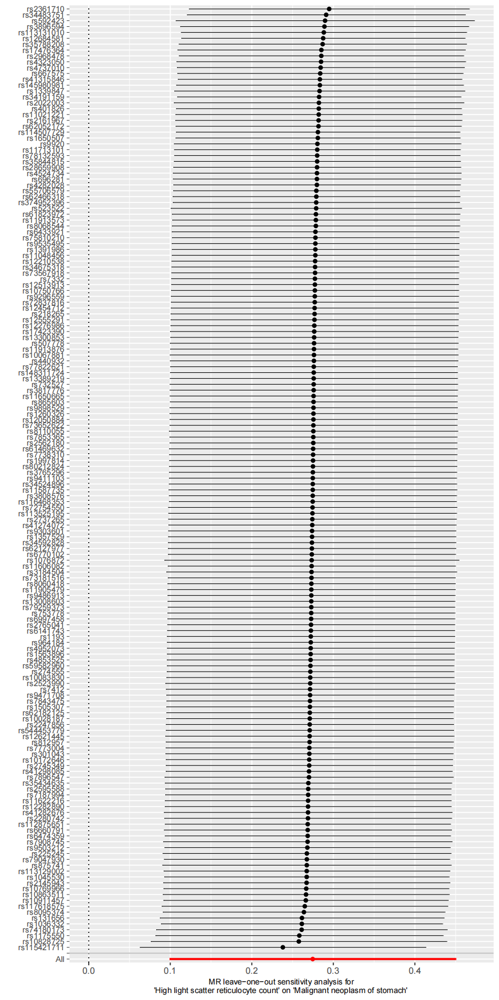 rs2361710
rs34483751
rs592423
rs3896594
rs113131010
rs12684581
rs35788208
rs17476364
rs2968478
rs4323050
rs4737010
rs667575
rs41315846
rs145980981
rs1339847
rs34191159
rs2022003
rs401826
rs11021221
rs2161967
rs62052172
rs114507729
rs1650507
rs9920
rs11713101
rs78132593
rs35844815
rs28659908
rs4524734
rs696281
rs4282028
rs55706579
rs62466318
rs374952396
rs523522
rs61823972
rs11913573
rs8068544
rs6433921
rs75810210
rs9535495
rs1391986
rs11048456
rs12210538
rs34675318
rs73567918
rs7332
rs12513913
rs10750766
rs9296559
rs72837816
rs12454712
rs218265
rs12555291
rs12276986
rs17423390
rs13300853
rs507778
rs11913876
rs10067881
rs440932
rs77822621
rs148311724
rs13389219
rs732527
rs3817776
rs11650665
rs865603
rs9898529
rs1260326
rs12050884
rs73652622
rs8110055
rs7853365
rs2562180
rs61469632
rs7738310
rs1997814
rs80212824
rs3765296
rs9411103
rs34524896
rs11587735
rs3808576
rs116468353
rs72754550
rs113525195
rs2737265
rs41274072
rs9303601
rs1357529
rs34592828
rs62127977
rs6770102
rs1076872
rs11606082
rs3184504
rs73181516
rs8060418
rs11905479
rs9486913
rs13008603
rs79259373
rs753778
rs6997458
rs2765041
rs6141743
rs1193
rs964184
rs4952073
rs1563896
rs4853525
rs59582960
rs274555
rs10083830
rs2523990
rs7412
rs9471708
rs7843475
rs1505307
rs62182125
rs10028187
rs2247856
rs544453779
rs12621445
rs812957
rs7773004
rs301043
rs10172646
rs2745349
rs41298085
rs7896547
rs35434635
rs2595588
rs7187994
rs11622216
rs12282890
rs41282676
rs2280742
rs112875651
rs6660791
rs6474359
rs7908745
rs9503212
rs225245
rs79047930
rs875741
rs113129002
rs1045530
rs2145943
rs10769966
rs10863511
rs10911457
rs117618575
rs8095374
rs131656
rs1036332
rs74180173
rs1175550
rs10828725
rs115421711
All
0.0 0.1 0.2 0.3 0.4
MR leave−one−out sensitivity analysis for
'High light scatter reticulocyte count' on 'Malignant neoplasm of stomach'